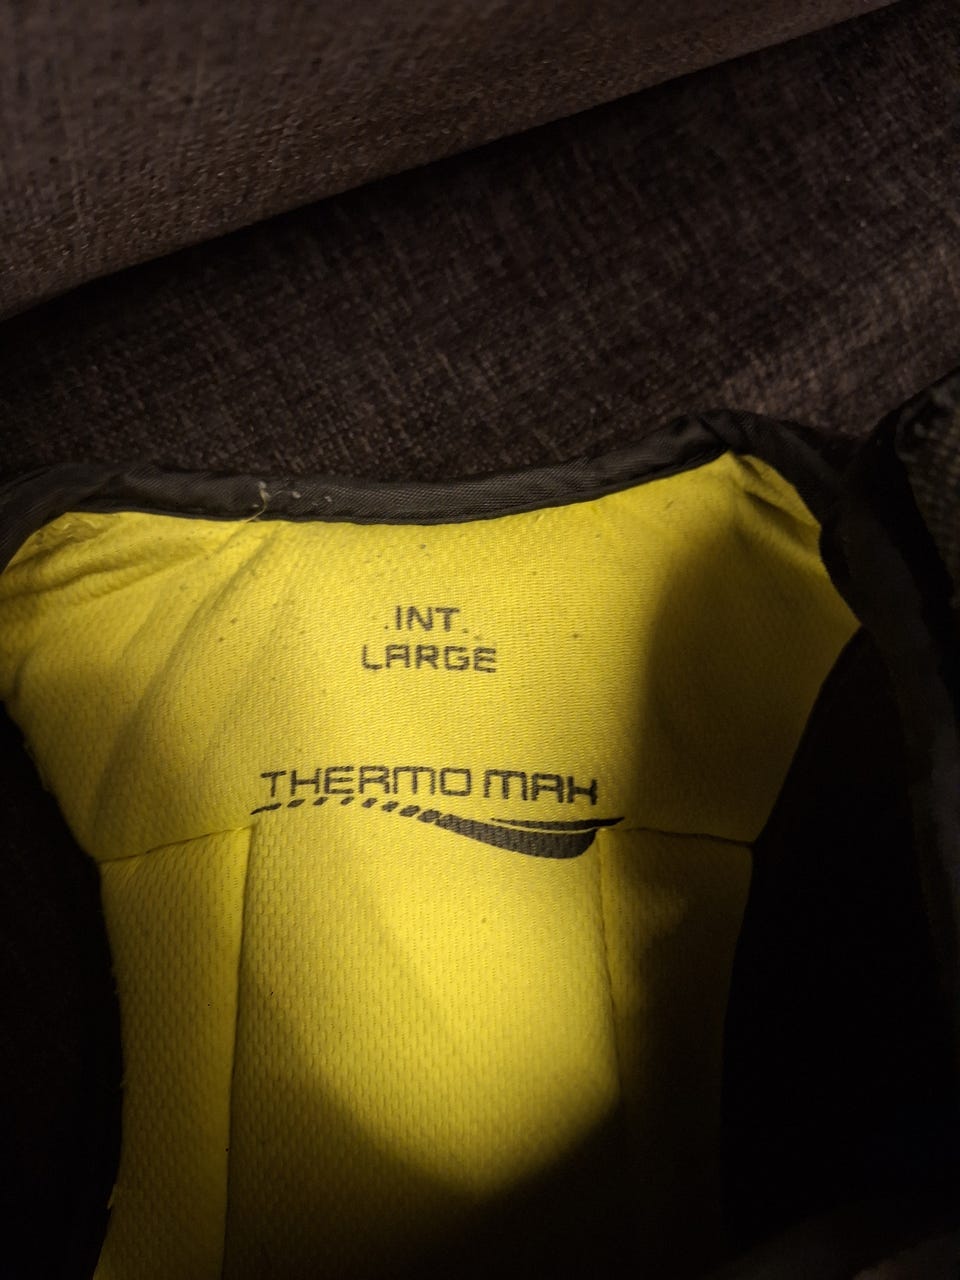 INT.
LARGE
THERMO MAX